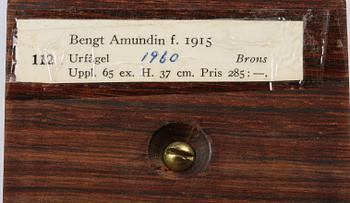 Bengt Amundin f. 1915
112 Urfågel 1960 Brons
Uppl. 65 ex. H. 37 cm. Pris 285:—.